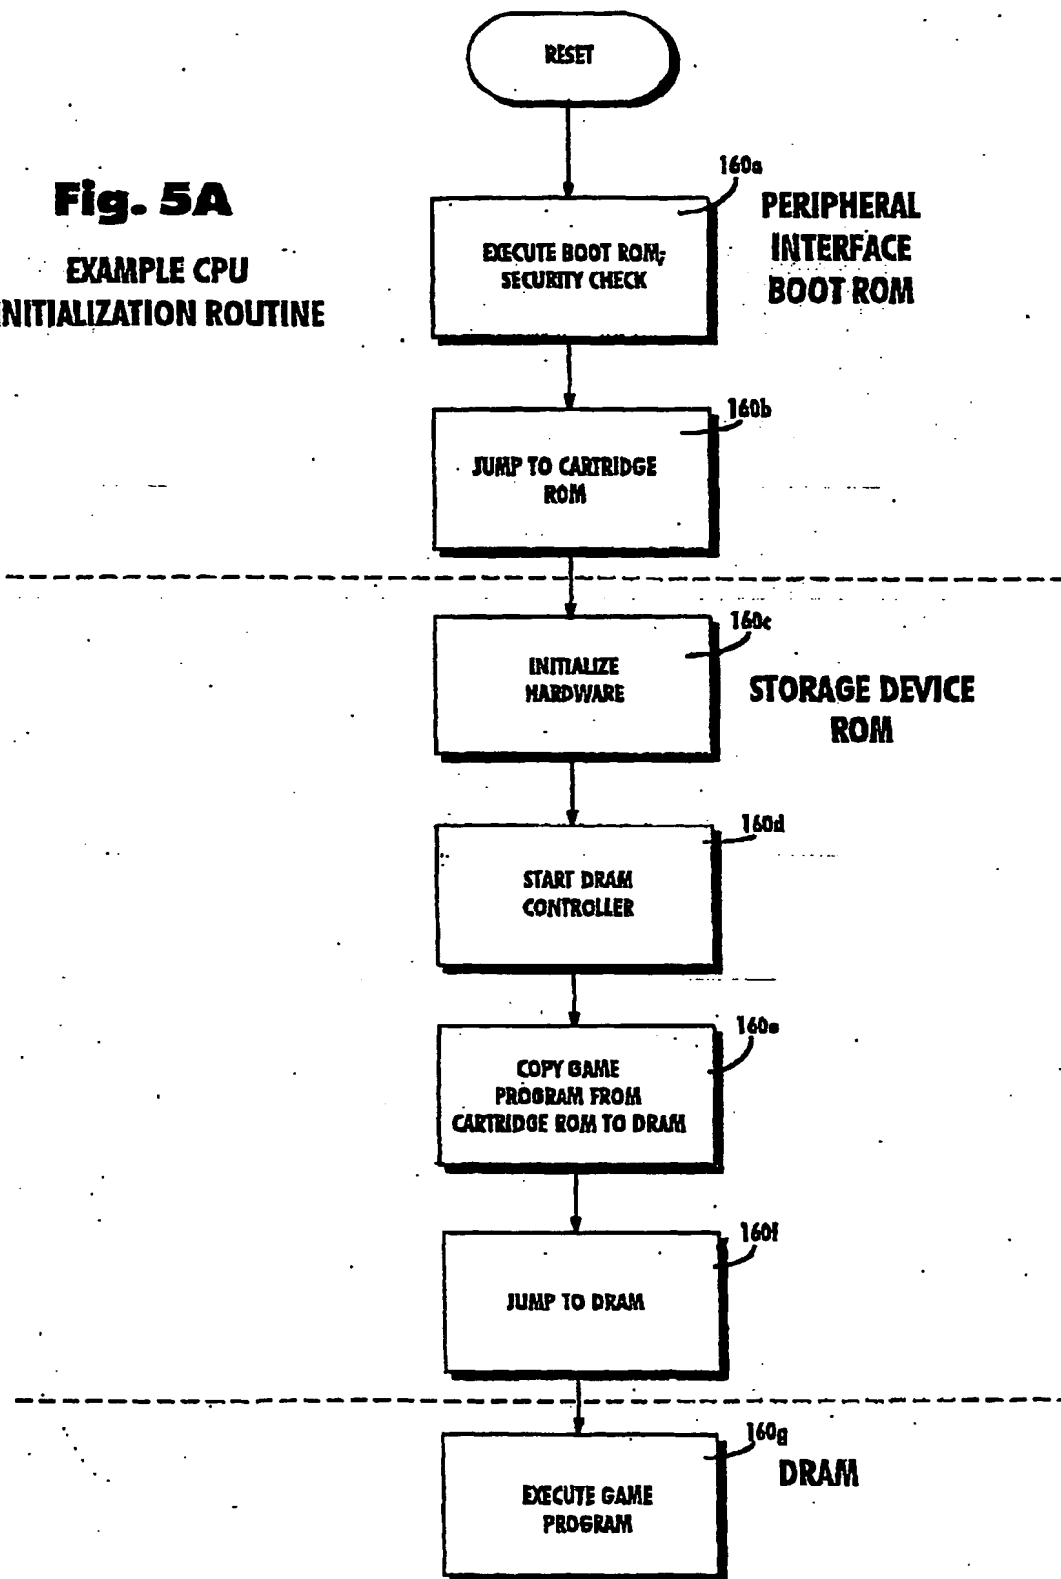 RESET
Fig. 5A
EXAMPLE CPU
INITIALIZATION ROUTINE
160a
EXECUTE BOOT ROM;
SECURITY CHECK
PERIPHERAL
INTERFACE
BOOT ROM
160b
JUMP TO CARTRIDGE
ROM
160c
INITIALIZE
HARDWARE
STORAGE DEVICE
ROM
160d
START DRAM
CONTROLLER
160e
COPY GAME
PROGRAM FROM
CARTRIDGE ROM TO DRAM
160f
JUMP TO DRAM
160g
EXECUTE GAME
PROGRAM
DRAM